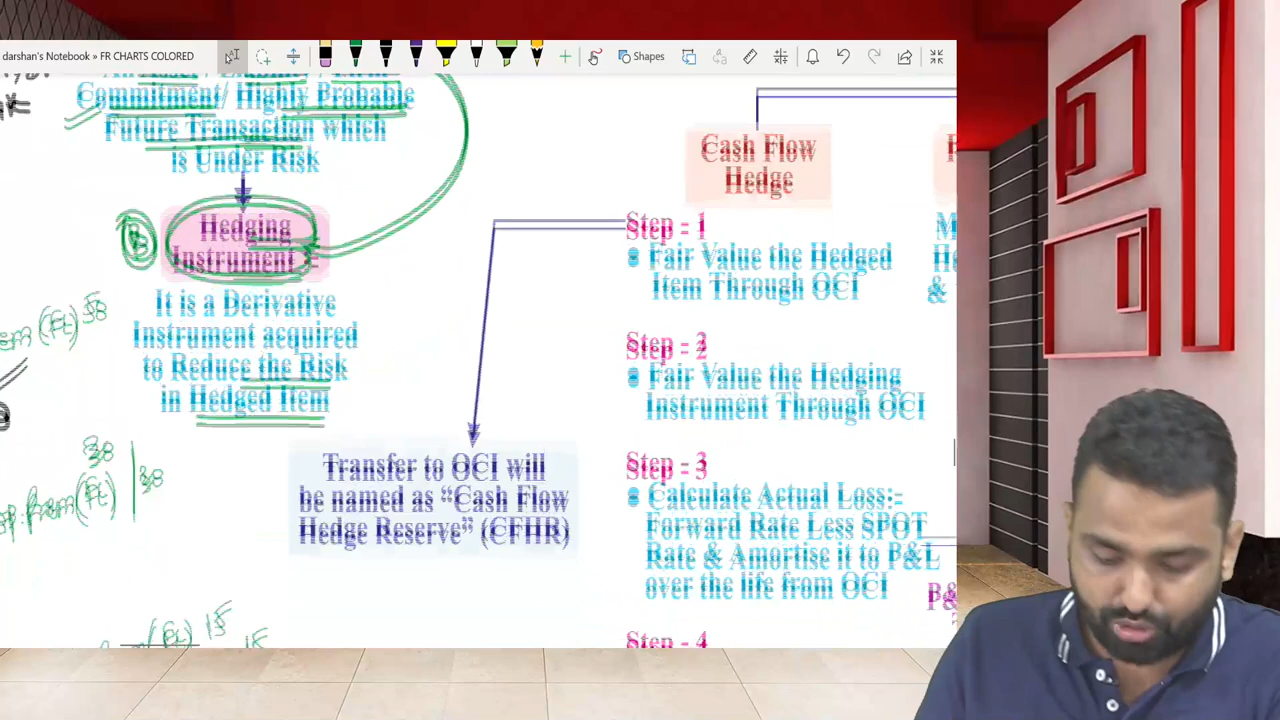 darshan's Notebook » FR CHARTS COLORED
Shapes
Commitment/ Highly Probable
Future Transaction which
is Under Risk
Hedging
Instrument :-
It is a Derivative
Instrument acquired
to Reduce the Risk
in Hedged Item
B
Transfer to OCI will
be named as “Cash Flow
Hedge Reserve” (CFHR)
Cash Flow
Hedge
Step = 1
Fair Value the Hedged
Item Through OCI
Step = 2
Fair Value the Hedging
Instrument Through OCI
Step = 3
Calculate Actual Loss:-
Forward Rate Less SPOT
Rate & Amortise it to P&L
over the life from OCI
Step = 4